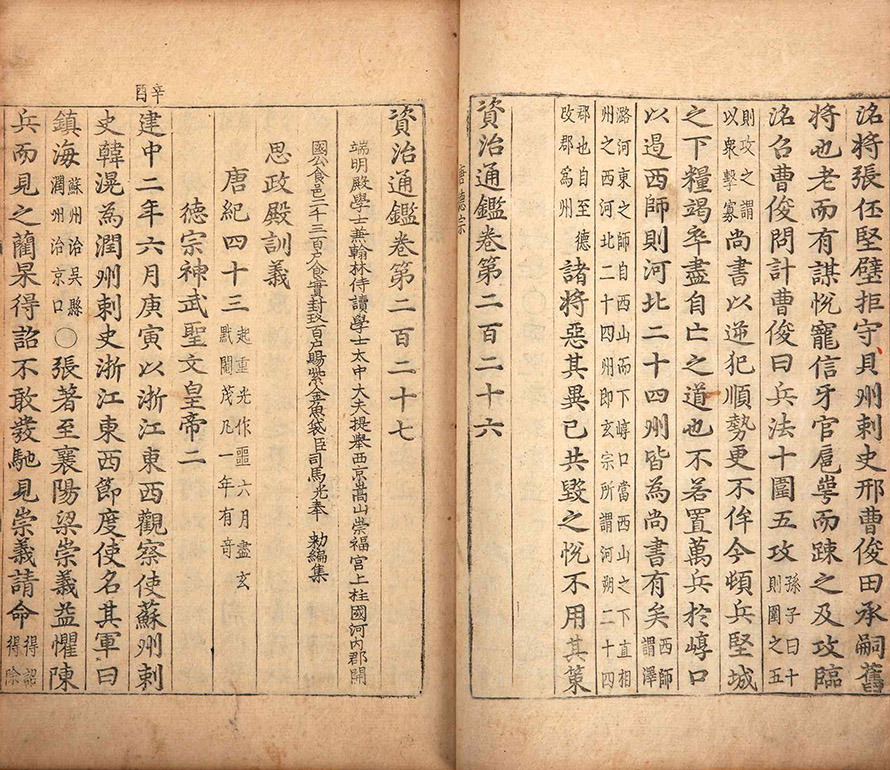 洺将張伾堅壁拒守貝州刺史邢曹俊田承嗣舊
将也老而有謀恱寵信牙官扈崿而踈之及攻臨
洺召曹俊問計曹俊曰兵法十圍五攻孫子曰十則圍之五
則攻之謂以衆擊寡尚書以逆犯順勢更不侔今頓兵堅城
之下糧竭卒盡自亡之道也不若置萬兵於崞口
以遏西師則河北二十四州皆為尚書有矣西師謂澤
潞河東之師自西山而下崞口當西山之下直相州之西河北二十四州即玄宗所謂河朔二十四
郡也自至德改郡爲州諸将惡其異己共毁之恱不用其策
資治通鑑卷第二百二十六
唐德宗
資治通鑑卷第二百二十七
端明殿學士兼翰林侍讀學士太中大夫提舉西京嵩山崇福宮上柱國河內郡開
國公食邑二千三百户食實封玖百户賜紫金魚袋臣司馬光奉 勑編集
思政殿訓義
唐紀四十三起重光作噩六月盡玄黓閹茂凡一年有奇
德宗神武聖文皇帝二
辛酉
建中二年六月庚寅以浙江東西觀察使蘇州刺
史韓滉為潤州刺史浙江東西節度使名其軍曰
鎮海蘇州治吳縣潤州治京口〇張著至襄陽梁崇義益懼陳
兵而見之藺杲得詔不敢發馳見崇義請命得詔得除